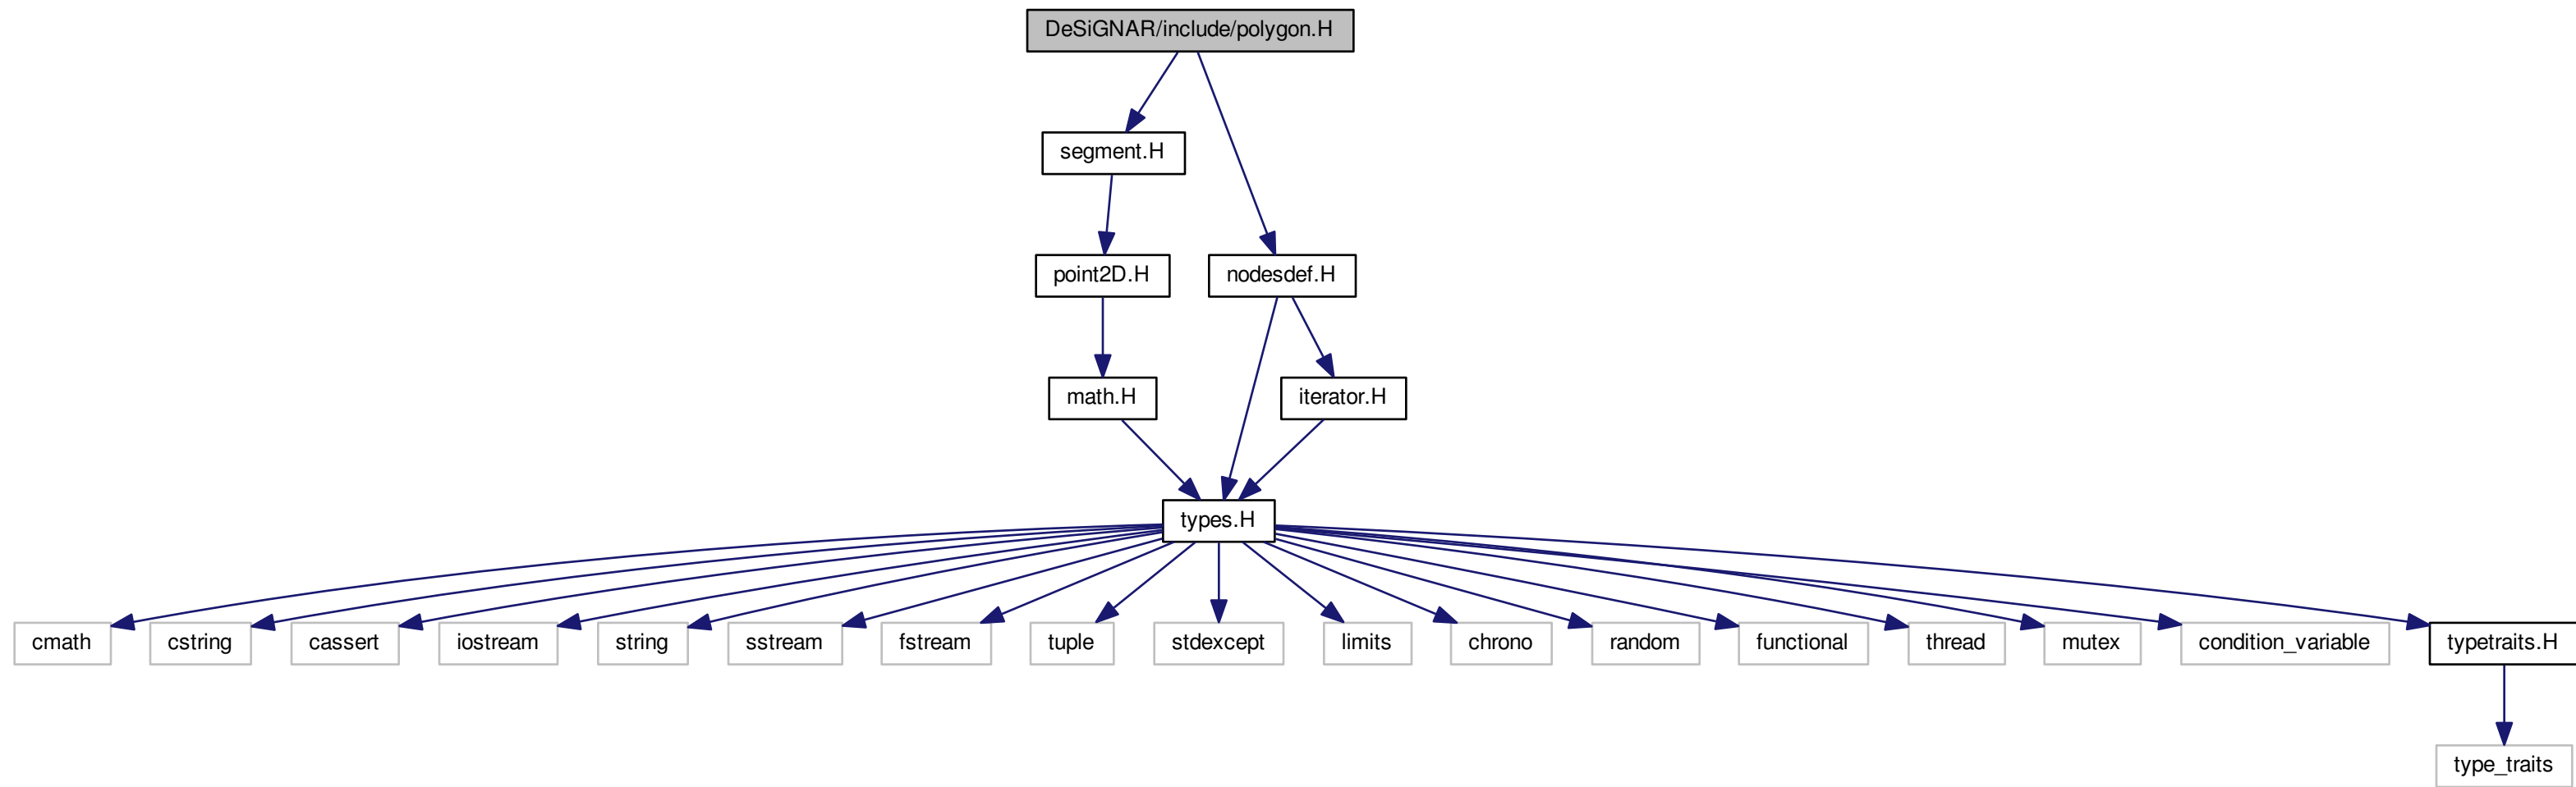 DeSiGNAR/include/polygon.H
segment.H
point2D.H
nodesdef.H
math.H
iterator.H
types.H
cmath
cstring
cassert
iostream
string
sstream
fstream
tuple
stdexcept
limits
chrono
random
functional
thread
mutex
condition_variable
typetraits.H
type_traits